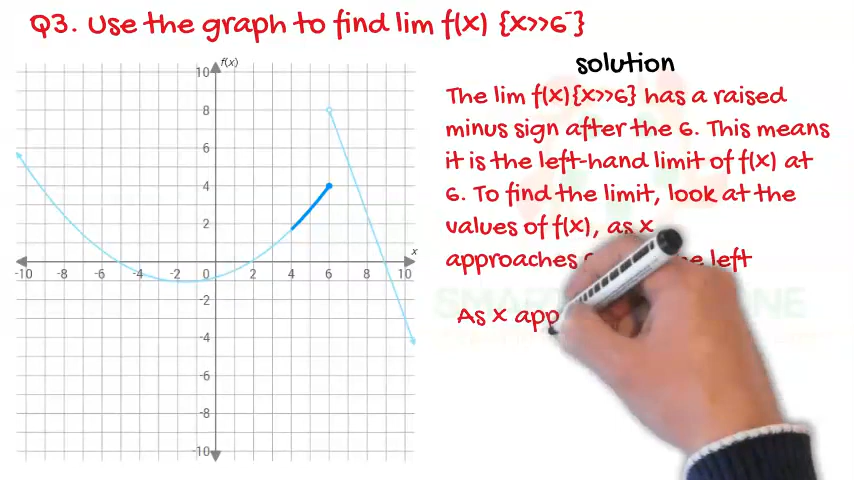 Q3. Use the graph to find lim f(x) {x>>6⁻}
solution
The lim f(x){x>>6} has a raised
minus sign after the 6. This means
it is the left-hand limit of f(x) at
6. To find the limit, look at the
values of f(x), as x
approaches left
As x app
f(x)
x
10
8
6
4
2
-10 -8 -6 -4 -2 0 2 4 6 8 10
-2
-4
-6
-8
-10